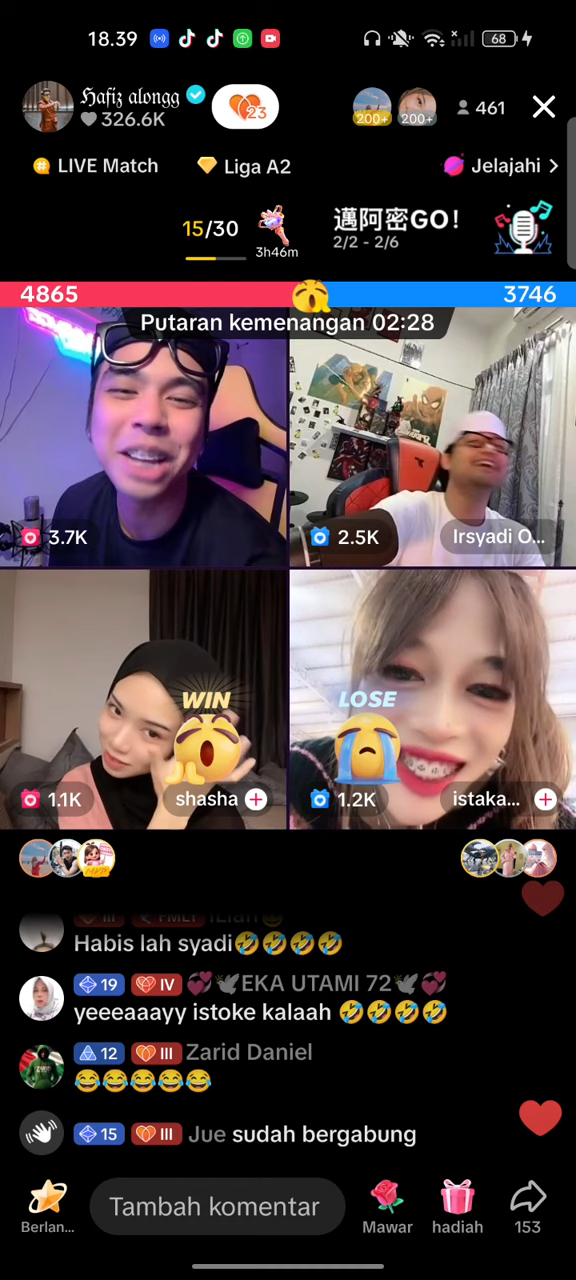 18.39
68
Hafiz alongg
326.6K
23
200+
200+
461
LIVE Match
Liga A2
Jelajahi
15/30
3h46m
邁阿密GO!
2/2 - 2/6
4865
3746
Putaran kemenangan 02:28
3.7K
2.5K
Irsyadi O...
WIN
LOSE
1.1K
shasha
1.2K
istaka...
III
Habis lah syadi🤣🤣🤣🤣
19 IV 💞🕊️EKA UTAMI 72🕊️💞
yeeeaaayy istoke kalaah 🤣🤣🤣🤣
12 III Zarid Daniel
😂😂😂😂😂
15 III Jue sudah bergabung
Berlan...
Tambah komentar
Mawar
hadiah
153